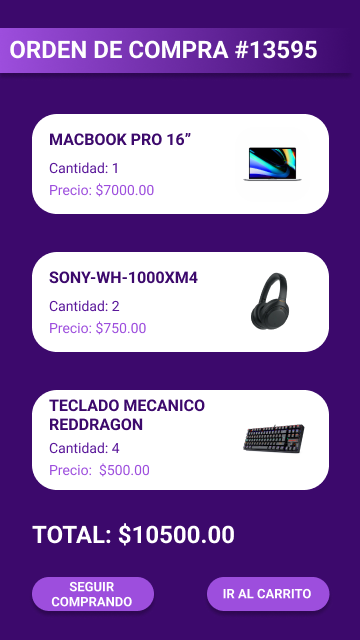 ORDEN DE COMPRA #13595
MACBOOK PRO 16”
Cantidad: 1
Precio: $7000.00
SONY-WH-1000XM4
Cantidad: 2
Precio: $750.00
TECLADO MECANICO
REDDRAGON
Cantidad: 4
Precio:  $500.00
TOTAL: $10500.00
SEGUIR
COMPRANDO
IR AL CARRITO